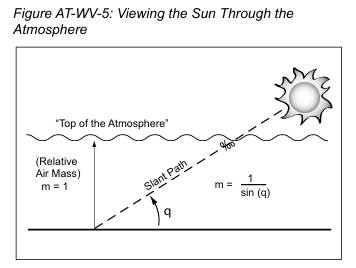 Figure AT-WV-5: Viewing the Sun Through the
Atmosphere
"Top of the Atmosphere"
‰
(Relative
Air Mass)
m = 1
Slant Path
m = 1
sin (q)
q